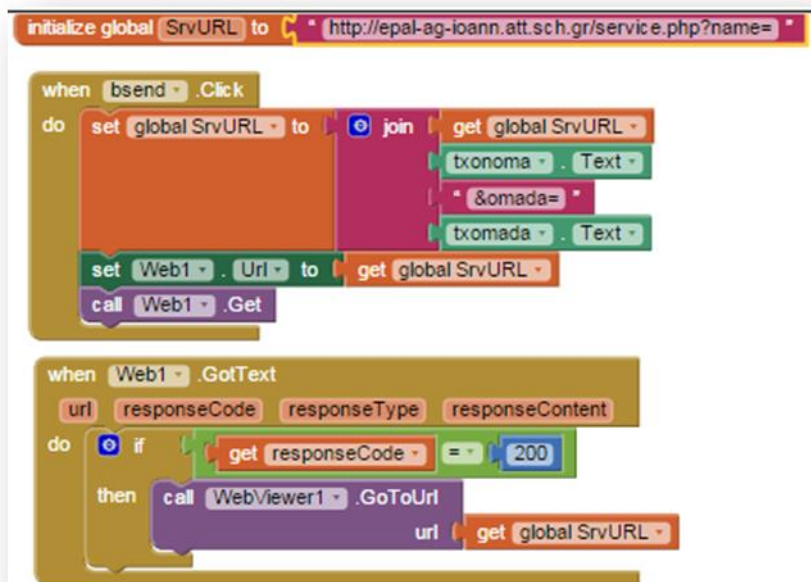 initialize global SrvURL to " http://epal-ag-ioann.att.sch.gr/service.php?name= "
when bsend .Click
do set global SrvURL to join get global SrvURL
txonoma . Text
" &omada= "
txomada . Text
set Web1 . Url to get global SrvURL
call Web1 .Get
when Web1 .GotText
url responseCode responseType responseContent
do if get responseCode = 200
then call WebViewer1 .GoToUrl
url get global SrvURL